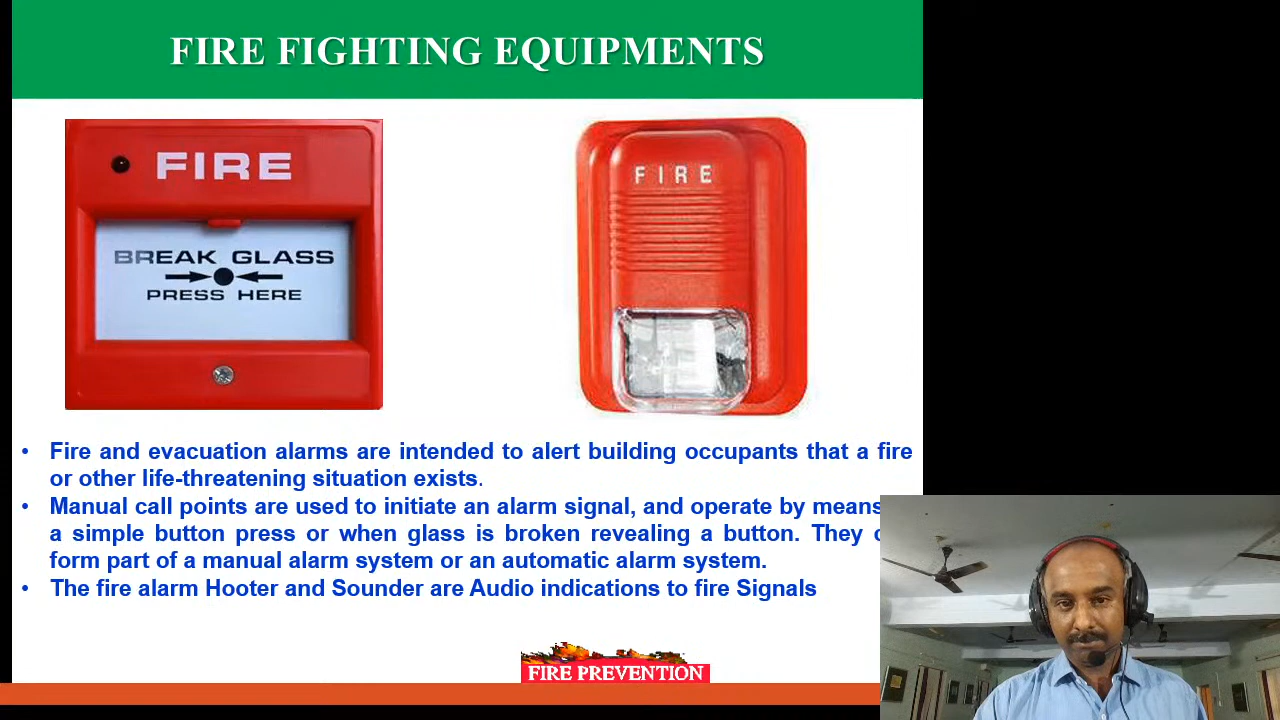 FIRE FIGHTING EQUIPMENTS
FIRE
BREAK GLASS
PRESS HERE
FIRE
• Fire and evacuation alarms are intended to alert building occupants that a fire
or other life-threatening situation exists.
• Manual call points are used to initiate an alarm signal, and operate by means
a simple button press or when glass is broken revealing a button. They
form part of a manual alarm system or an automatic alarm system.
• The fire alarm Hooter and Sounder are Audio indications to fire Signals
FIRE PREVENTION